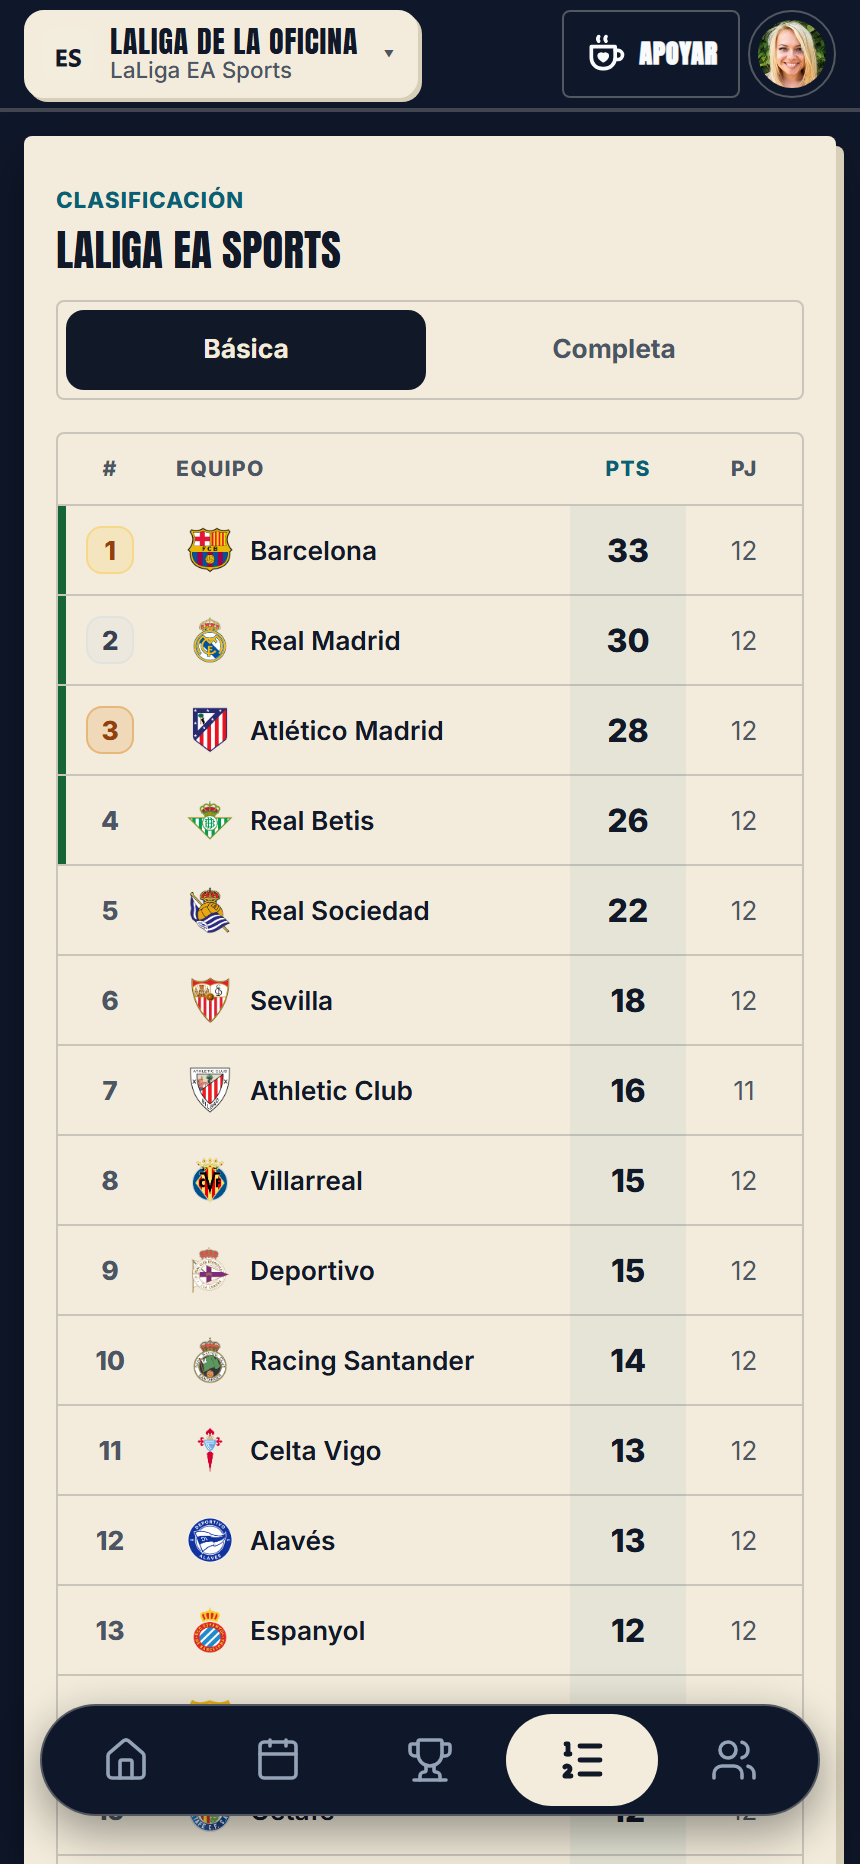 ES
LALIGA DE LA OFICINA
LaLiga EA Sports
APOYAR
CLASIFICACIÓN
LALIGA EA SPORTS
Básica Completa
# EQUIPO PTS PJ
1 Barcelona 33 12
2 Real Madrid 30 12
3 Atlético Madrid 28 12
4 Real Betis 26 12
5 Real Sociedad 22 12
6 Sevilla 18 12
7 Athletic Club 16 11
8 Villarreal 15 12
9 Deportivo 15 12
10 Racing Santander 14 12
11 Celta Vigo 13 12
12 Alavés 13 12
13 Espanyol 12 12